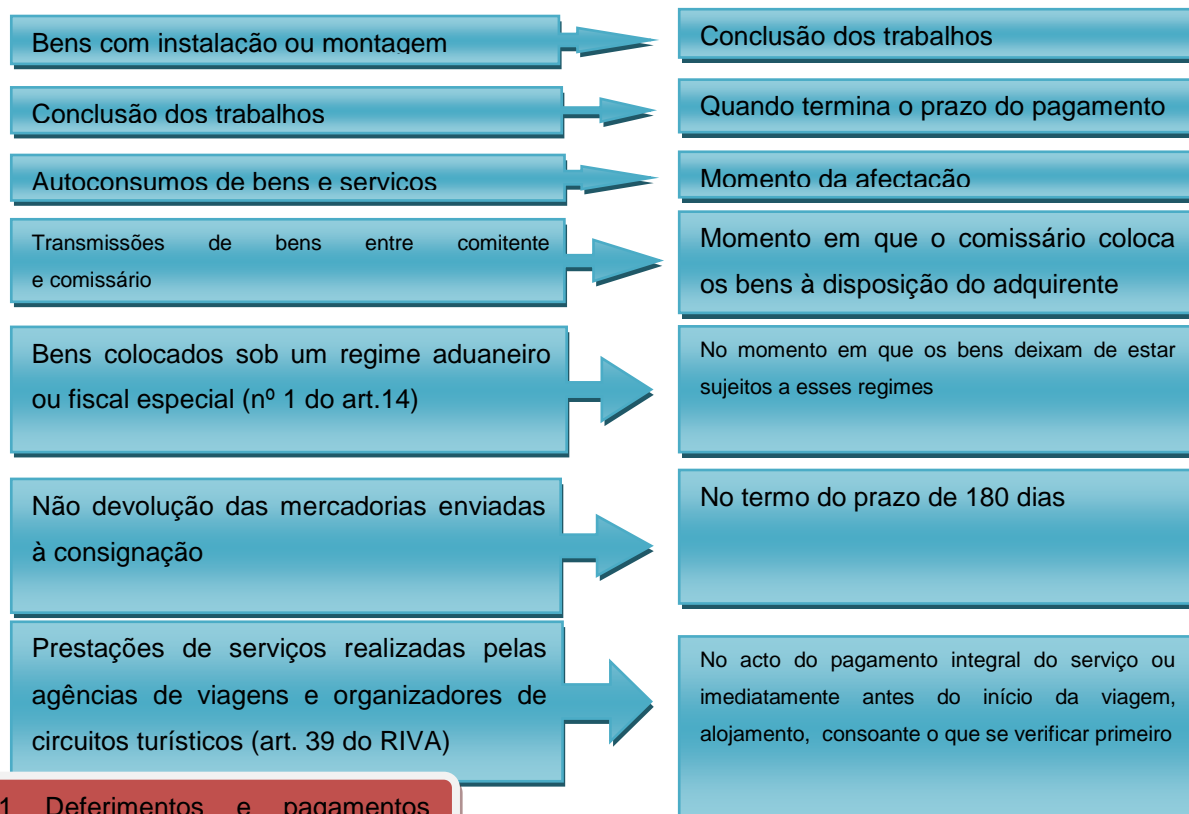 Bens com instalação ou montagem
Conclusão dos trabalhos
Conclusão dos trabalhos
Quando termina o prazo do pagamento
Autoconsumos de bens e serviços
Momento da afectação
Transmissões de bens entre comitente
e comissário
Momento em que o comissário coloca
os bens à disposição do adquirente
Bens colocados sob um regime aduaneiro
ou fiscal especial (nº 1 do art.14)
No momento em que os bens deixam de estar
sujeitos a esses regimes
Não devolução das mercadorias enviadas
à consignação
No termo do prazo de 180 dias
Prestações de serviços realizadas pelas
agências de viagens e organizadores de
circuitos turísticos (art. 39 do RIVA)
No acto do pagamento integral do serviço ou
imediatamente antes do início da viagem,
alojamento, consoante o que se verificar primeiro
1 Deferimentos e pagamentos